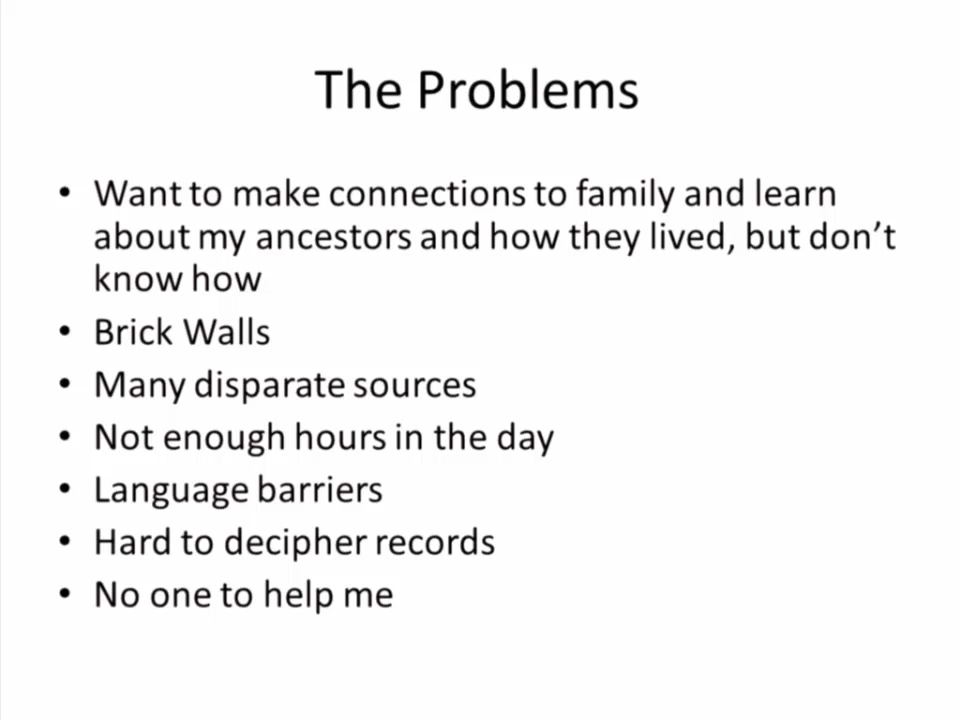 The Problems
• Want to make connections to family and learn
about my ancestors and how they lived, but don’t
know how
• Brick Walls
• Many disparate sources
• Not enough hours in the day
• Language barriers
• Hard to decipher records
• No one to help me